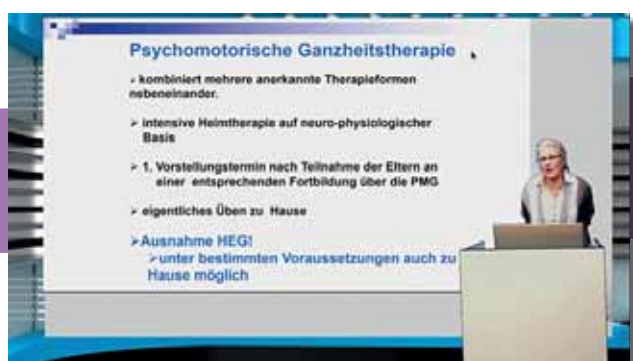 Psychomotorische Ganzheitstherapie
- kombiniert mehrere anerkannte Therapieformen
nebeneinander.
> intensive Heimtherapie auf neuro-physiologischer
Basis
> 1. Vorstellungstermin nach Teilnahme der Eltern an
einer entsprechenden Fortbildung über die PMG
> eigentliches Üben zu Hause
>Ausnahme HEG!
>unter bestimmten Voraussetzungen auch zu
Hause möglich